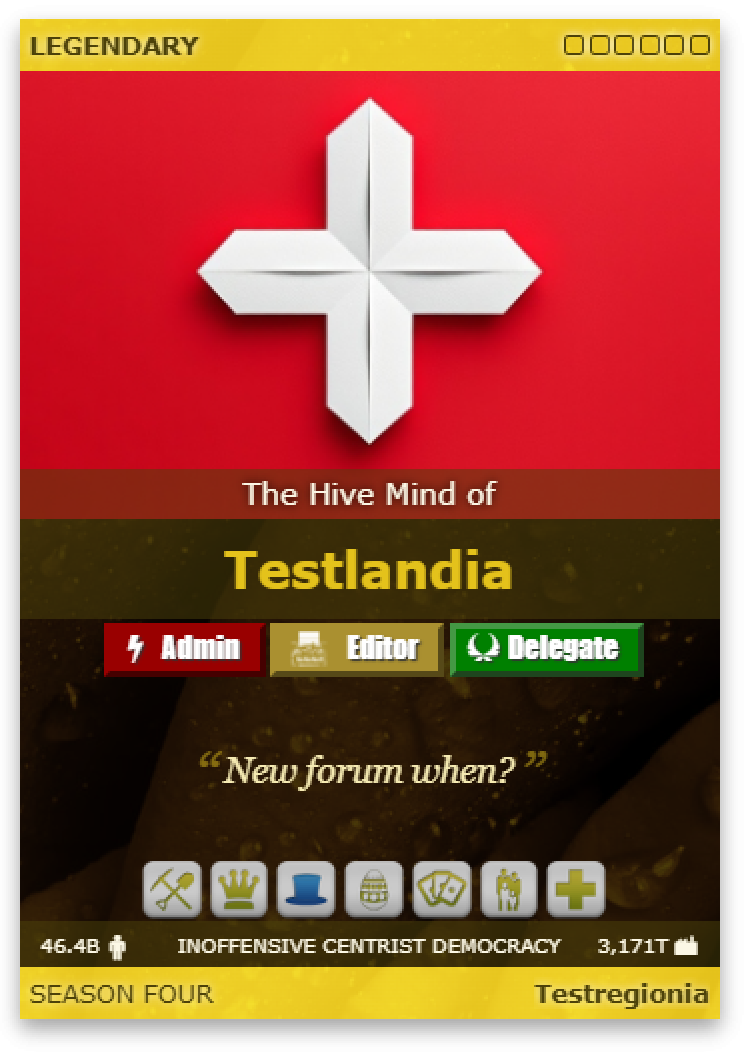 LEGENDARY
The Hive Mind of
Testlandia
Admin Editor Delegate
“New forum when?”
46.4B INOFFENSIVE CENTRIST DEMOCRACY 3,171T
SEASON FOUR Testregionia